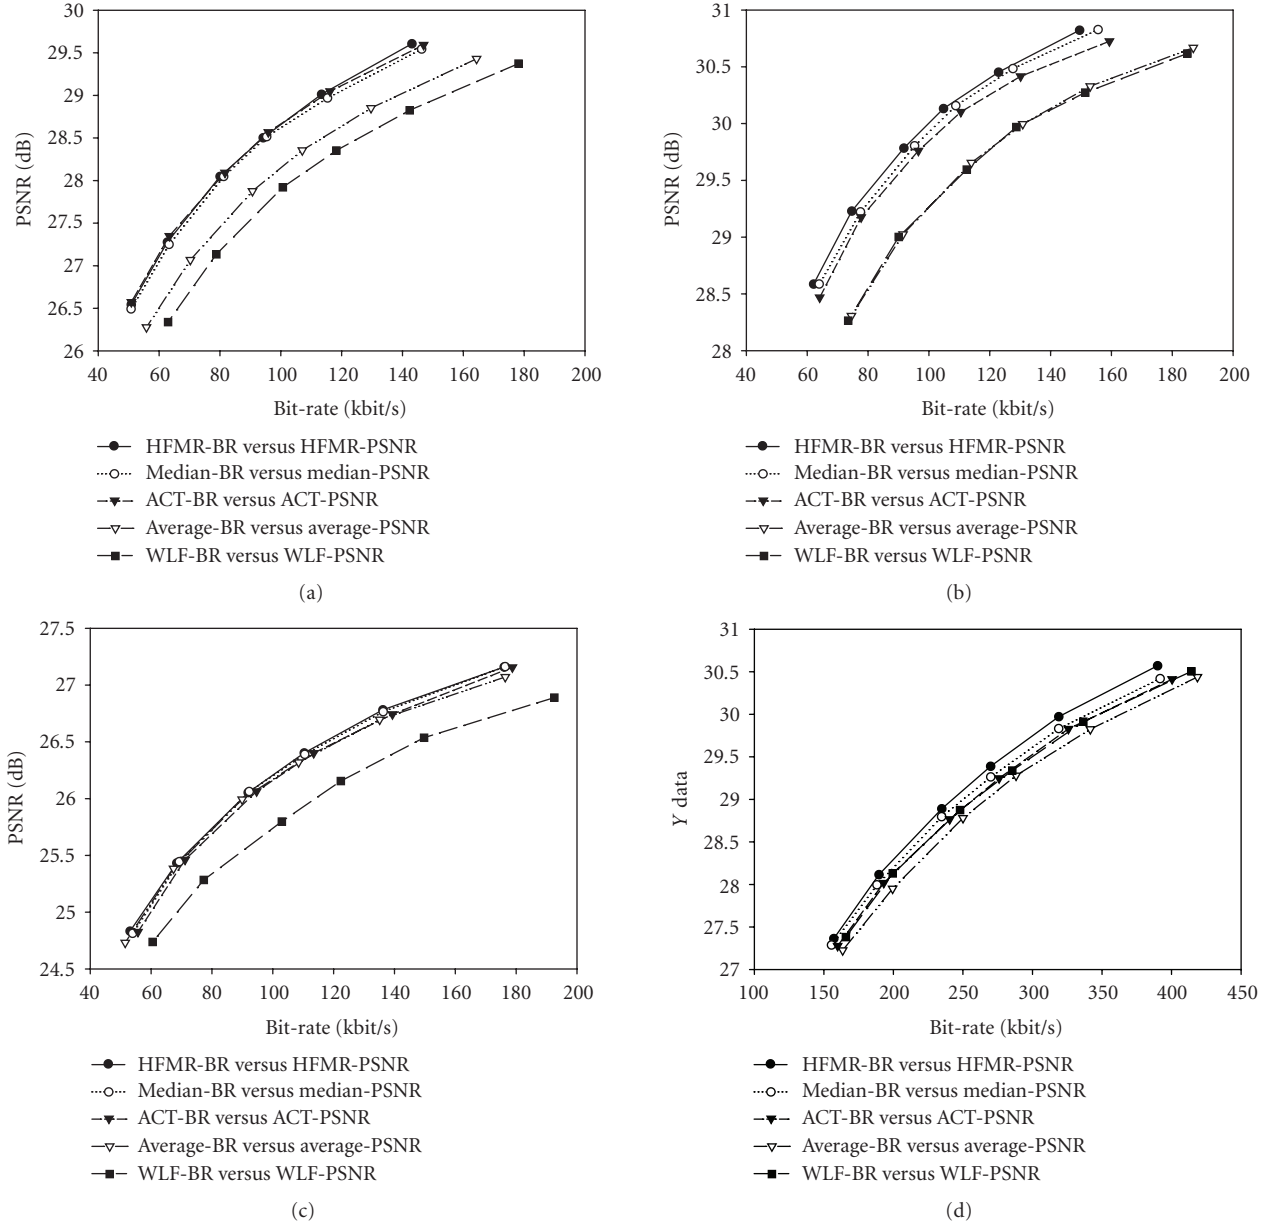 30
29.5
29
28.5
28
27.5
27
26.5
26
PSNR (dB)
40 60 80 100 120 140 160 180 200
Bit-rate (kbit/s)
HFMR-BR versus HFMR-PSNR
Median-BR versus median-PSNR
ACT-BR versus ACT-PSNR
Average-BR versus average-PSNR
WLF-BR versus WLF-PSNR
(a)
31
30.5
30
29.5
29
28.5
28
PSNR (dB)
40 60 80 100 120 140 160 180 200
Bit-rate (kbit/s)
HFMR-BR versus HFMR-PSNR
Median-BR versus median-PSNR
ACT-BR versus ACT-PSNR
Average-BR versus average-PSNR
WLF-BR versus WLF-PSNR
(b)
27.5
27
26.5
26
25.5
25
24.5
PSNR (dB)
40 60 80 100 120 140 160 180 200
Bit-rate (kbit/s)
HFMR-BR versus HFMR-PSNR
Median-BR versus median-PSNR
ACT-BR versus ACT-PSNR
Average-BR versus average-PSNR
WLF-BR versus WLF-PSNR
(c)
31
30.5
30
29.5
29
28.5
28
27.5
27
Y data
100 150 200 250 300 350 400 450
Bit-rate (kbit/s)
HFMR-BR versus HFMR-PSNR
Median-BR versus median-PSNR
ACT-BR versus ACT-PSNR
Average-BR versus average-PSNR
WLF-BR versus WLF-PSNR
(d)